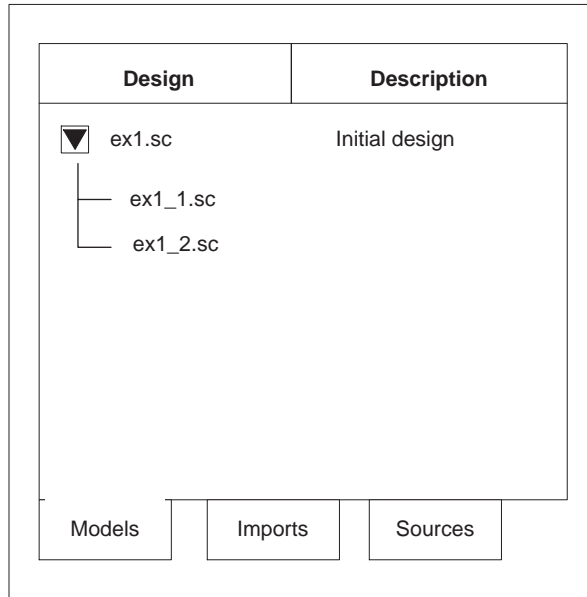 Design Description
ex1.sc Initial design
ex1_1.sc
ex1_2.sc
Models Imports Sources